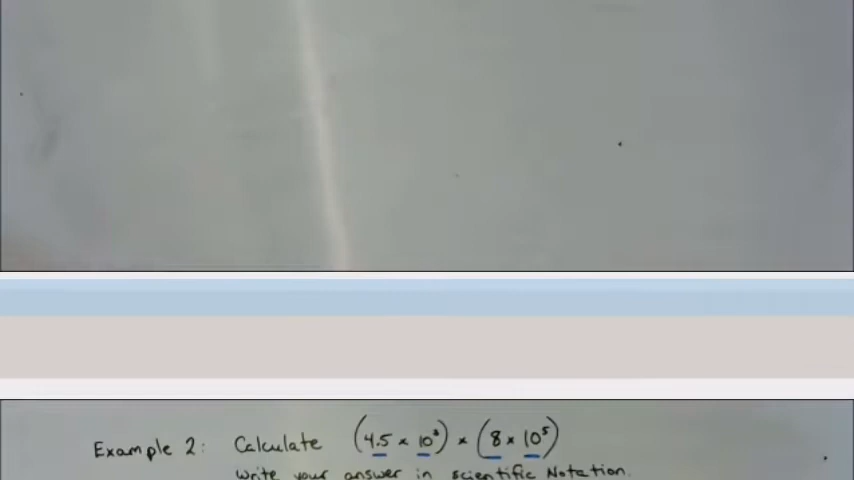 Example 2: Calculate (4.5 × 10³) × (8 × 10⁵)
Write your answer in scientific Notation.